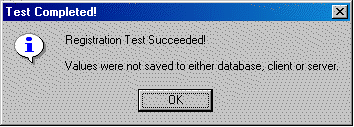 Test Completed!
Registration Test Succeeded!
Values were not saved to either database, client or server.
OK